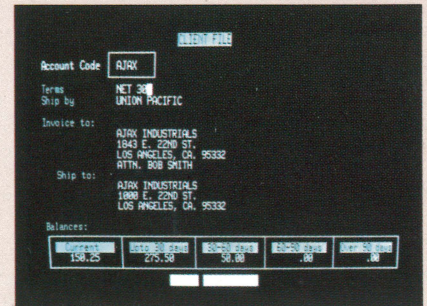 CLIENT FILE
Account Code AJAX
Terms NET 30
Ship by UNION PACIFIC
Invoice to:
AJAX INDUSTRIALS
1843 E. 22ND ST.
LOS ANGELES, CA. 95332
ATTN. BOB SMITH
Ship to:
AJAX INDUSTRIALS
1000 E. 22ND ST.
LOS ANGELES, CA. 95332
Balances:
Current Upto 30 days 30-60 days 60-90 days Over 90 days
150.25 275.50 50.00 .00 .00